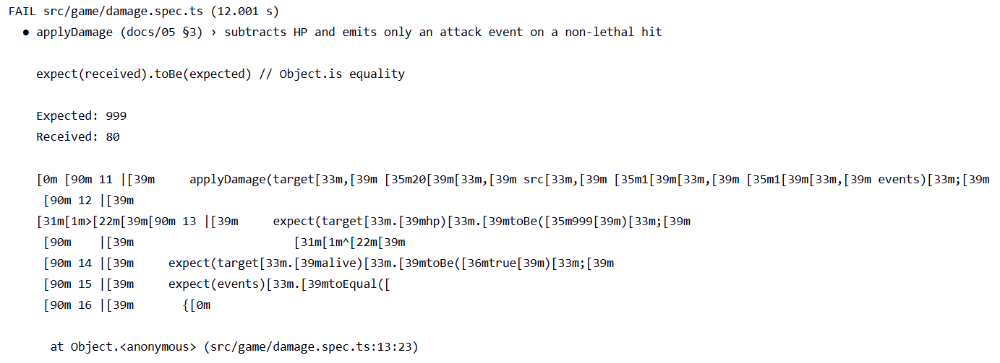 FAIL src/game/damage.spec.ts (12.001 s)
● applyDamage (docs/05 §3) › subtracts HP and emits only an attack event on a non-lethal hit
expect(received).toBe(expected) // Object.is equality
Expected: 999
Received: 80
[0m [90m 11 |[39m     applyDamage(target[33m,[39m [35m20[39m[33m,[39m src[33m,[39m [35m1[39m[33m,[39m [35m1[39m[33m,[39m events)[33m;[39m
[90m 12 |[39m
[31m[1m>[22m[39m[90m 13 |[39m     expect(target[33m.[39mhp)[33m.[39mtoBe([35m999[39m)[33m;[39m
[90m    |[39m                       [31m[1m^[22m[39m
[90m 14 |[39m     expect(target[33m.[39malive)[33m.[39mtoBe([36mtrue[39m)[33m;[39m
[90m 15 |[39m     expect(events)[33m.[39mtoEqual([
[90m 16 |[39m       {[0m
at Object.<anonymous> (src/game/damage.spec.ts:13:23)